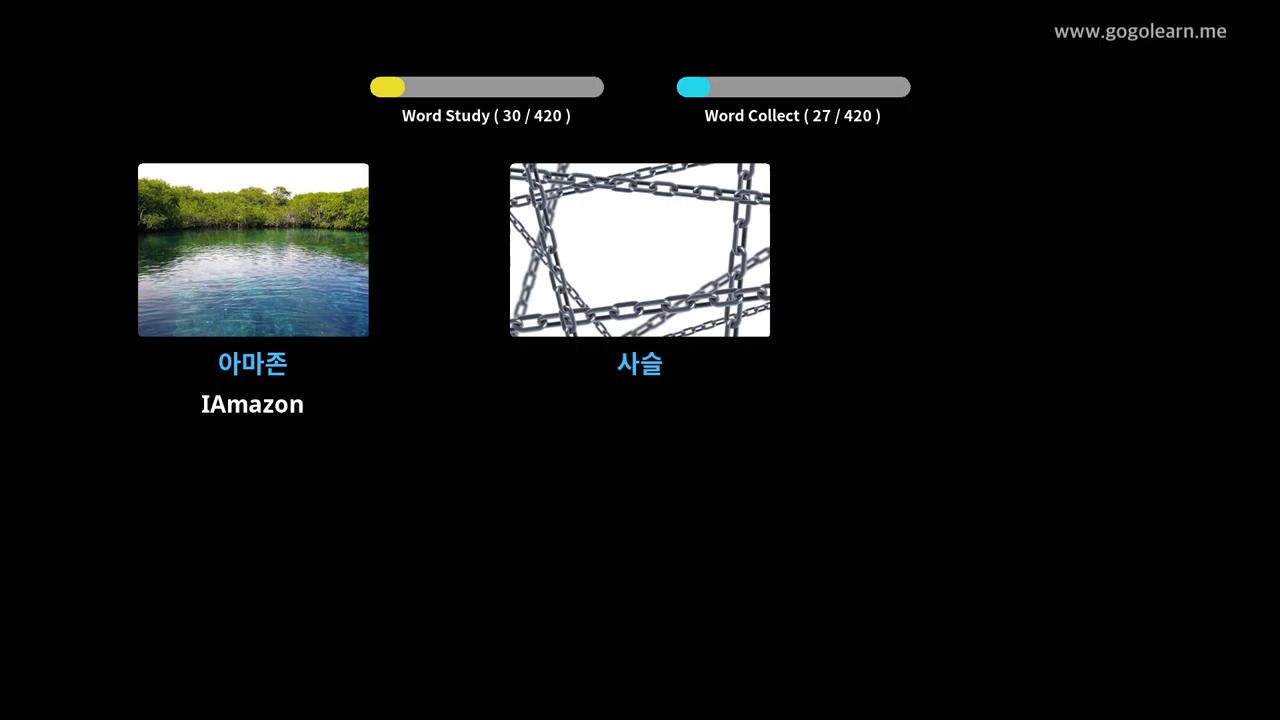 www.gogolearn.me
Word Study ( 30 / 420 )
Word Collect ( 27 / 420 )
아마존
사슬
IAmazon